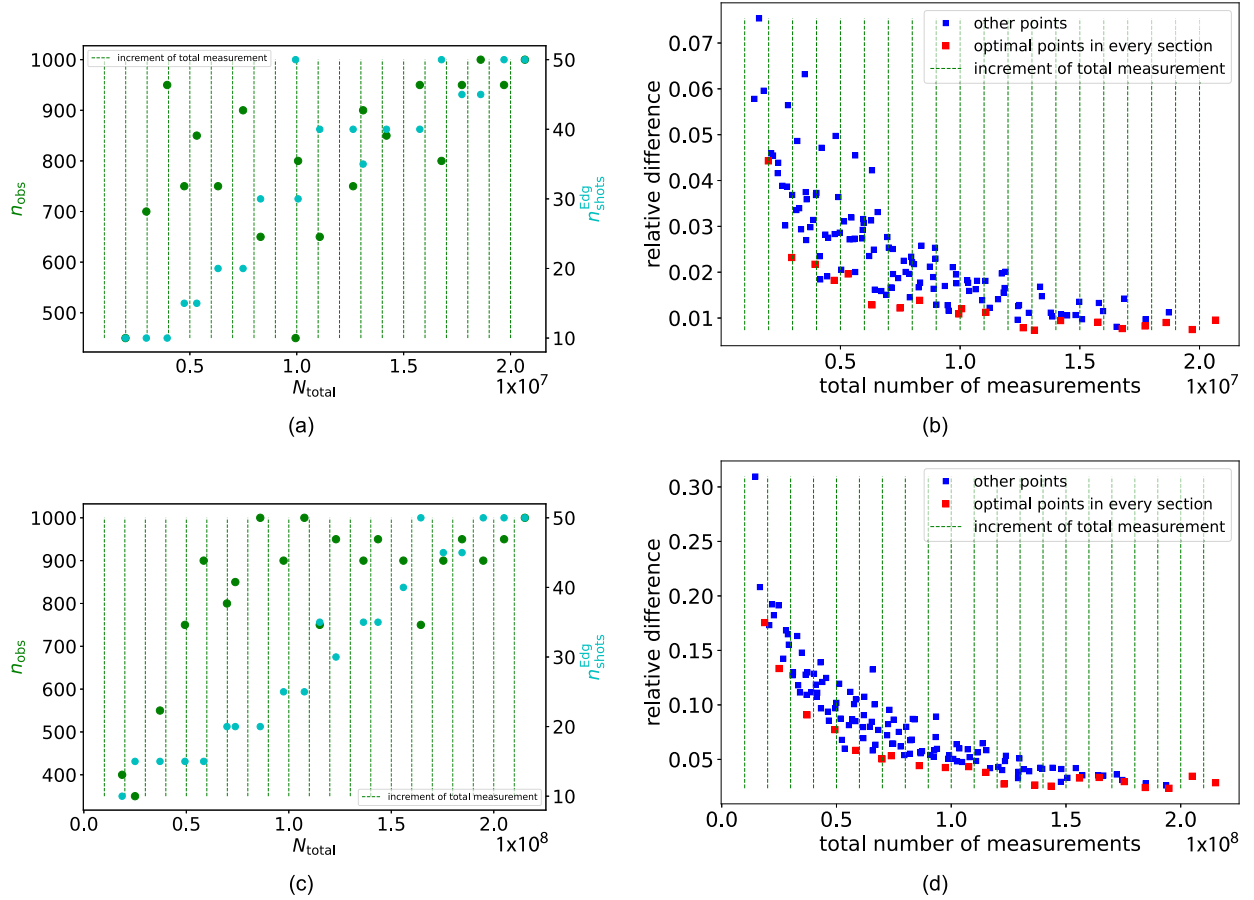 increment of total measurement
1000
900
800
700
600
500
n_obs
50
40
30
20
10
n_shots^Edg
0.5 1.0 1.5 2.0
N_total
1x10^7
(a)
other points
optimal points in every section
increment of total measurement
0.07
0.06
0.05
0.04
0.03
0.02
0.01
relative difference
0.5 1.0 1.5 2.0
total number of measurements 1x10^7
(b)
1000
900
800
700
600
500
400
n_obs
50
40
30
20
10
n_shots^Edg
increment of total measurement
0.0 0.5 1.0 1.5 2.0
N_total
1x10^8
(c)
other points
optimal points in every section
increment of total measurement
0.30
0.25
0.20
0.15
0.10
0.05
relative difference
0.0 0.5 1.0 1.5 2.0
total number of measurements 1x10^8
(d)